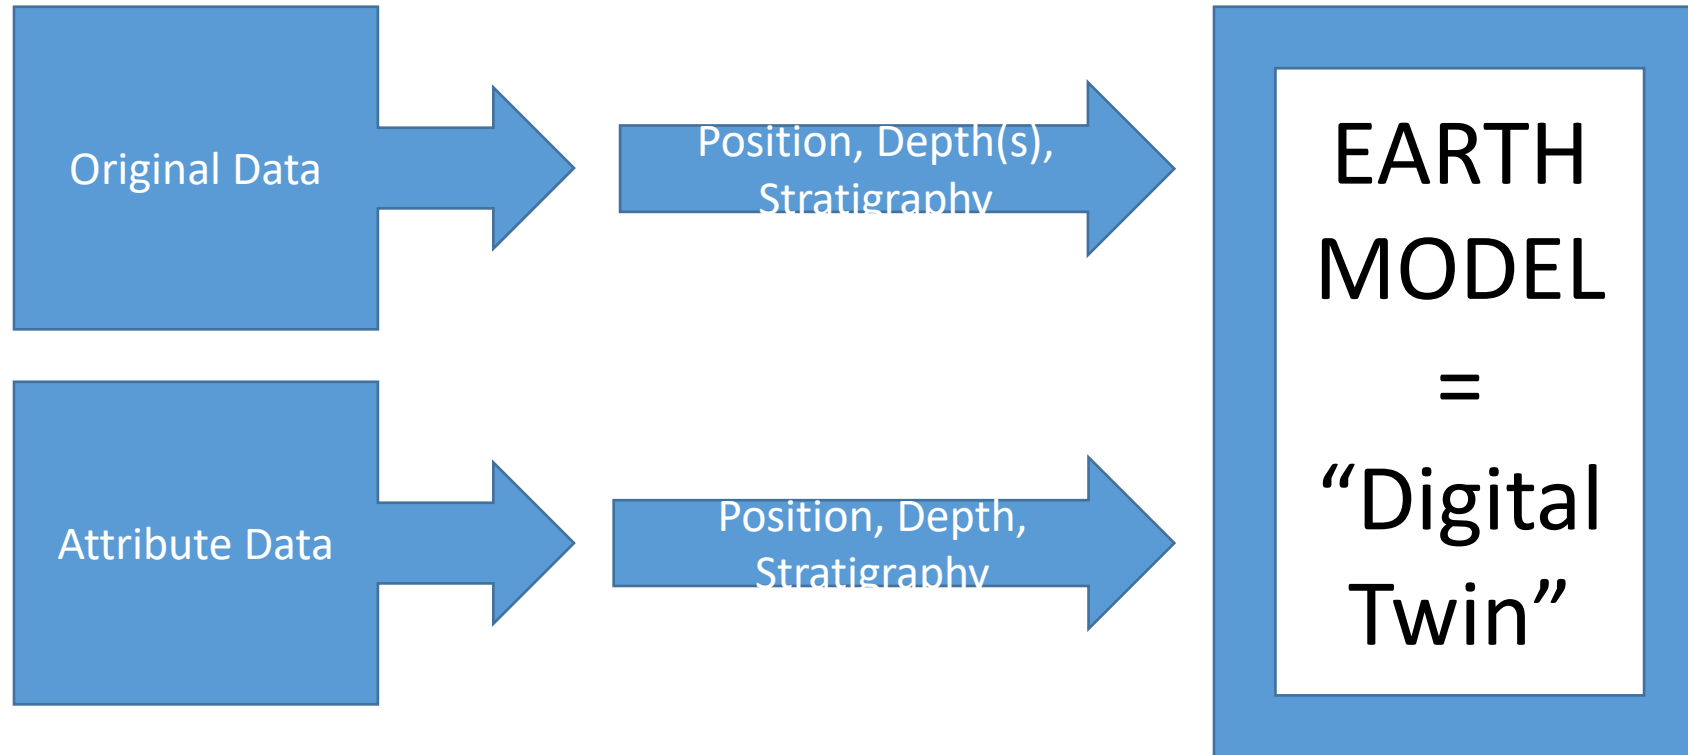 Original Data
Position, Depth(s),
Stratigraphy
Attribute Data
Position, Depth,
Stratigraphy
EARTH
MODEL
=
“Digital
Twin”